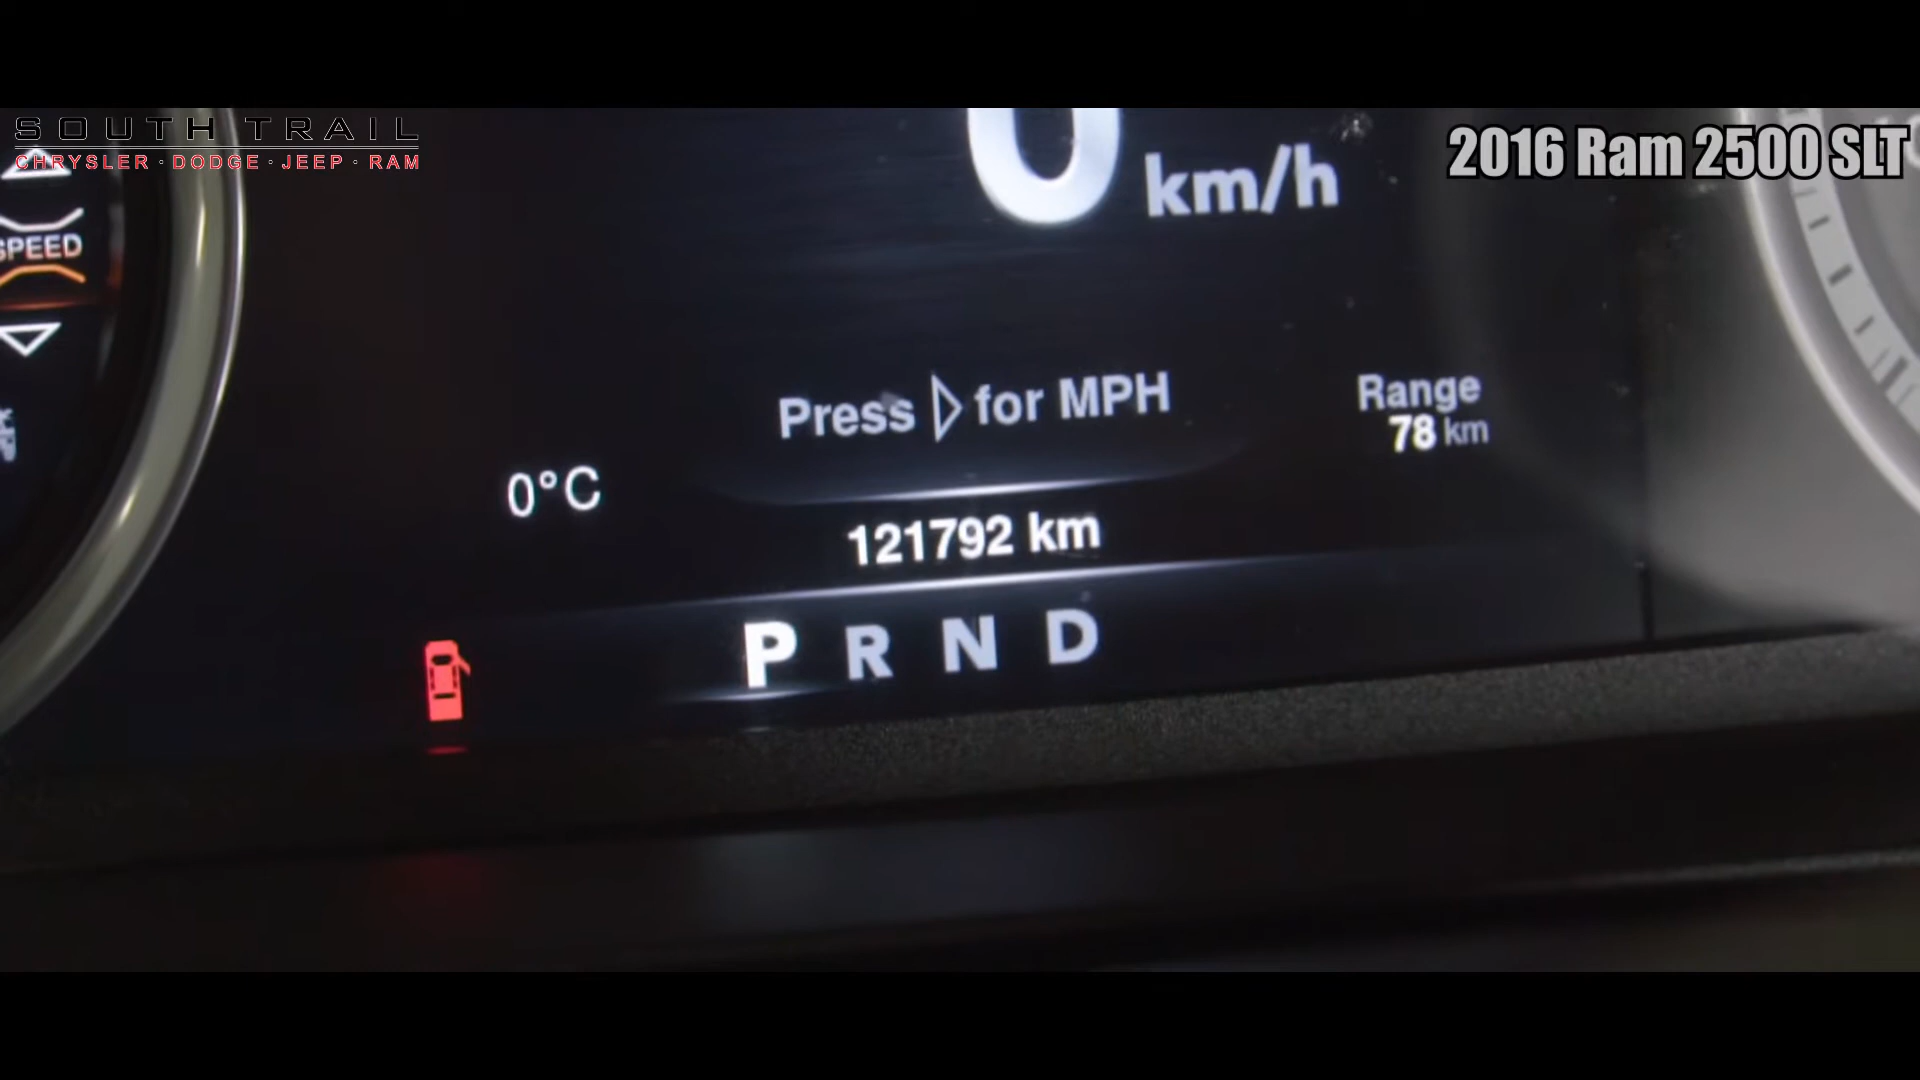 SOUTH TRAIL
CHRYSLER · DODGE · JEEP · RAM
2016 Ram 2500 SLT
0 km/h
SPEED
Press ▷ for MPH
Range
78 km
0°C
121792 km
P R N D